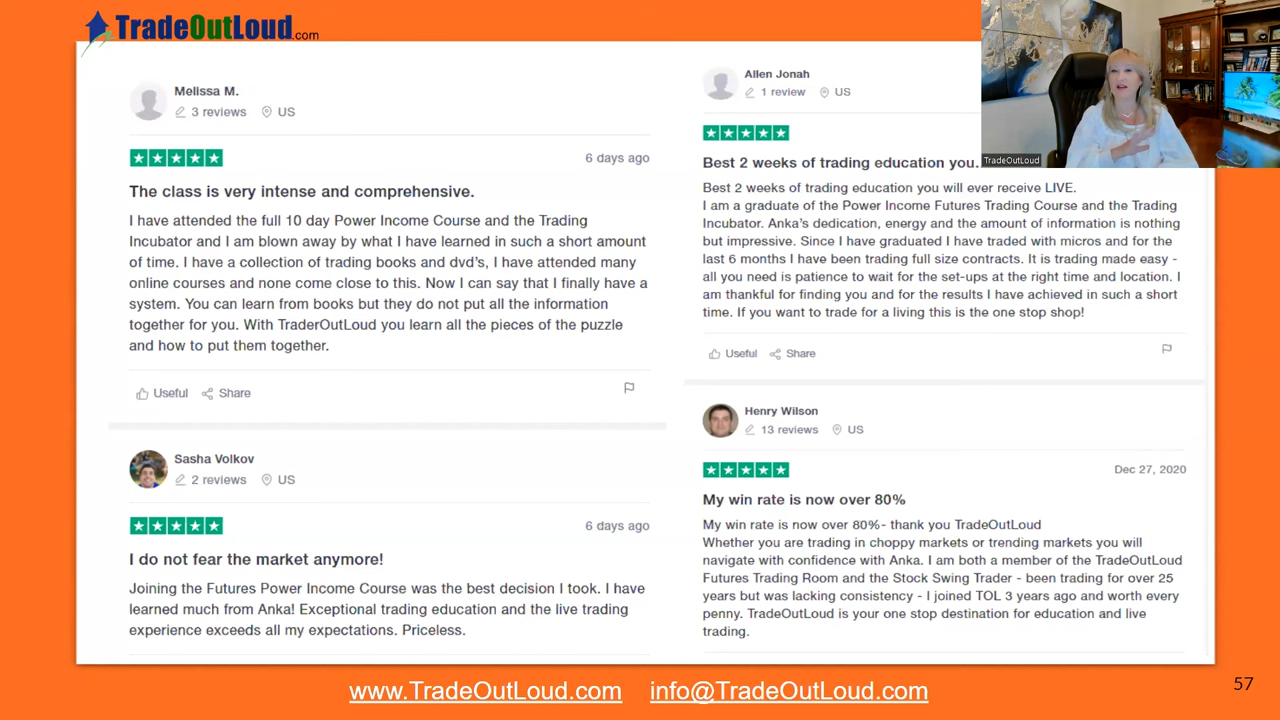 TradeOutLoud.com
Melissa M.
3 reviews US
6 days ago
The class is very intense and comprehensive.
I have attended the full 10 day Power Income Course and the Trading
Incubator and I am blown away by what I have learned in such a short amount
of time. I have a collection of trading books and dvd's, I have attended many
online courses and none come close to this. Now I can say that I finally have a
system. You can learn from books but they do not put all the information
together for you. With TraderOutLoud you learn all the pieces of the puzzle
and how to put them together.
Useful Share
Sasha Volkov
2 reviews US
6 days ago
I do not fear the market anymore!
Joining the Futures Power Income Course was the best decision I took. I have
learned much from Anka! Exceptional trading education and the live trading
experience exceeds all my expectations. Priceless.
Allen Jonah
1 review US
Best 2 weeks of trading education you.
Best 2 weeks of trading education you will ever receive LIVE.
I am a graduate of the Power Income Futures Trading Course and the Trading
Incubator. Anka's dedication, energy and the amount of information is nothing
but impressive. Since I have graduated I have traded with micros and for the
last 6 months I have been trading full size contracts. It is trading made easy -
all you need is patience to wait for the set-ups at the right time and location. I
am thankful for finding you and for the results I have achieved in such a short
time. If you want to trade for a living this is the one stop shop!
Useful Share
Henry Wilson
13 reviews US
Dec 27, 2020
My win rate is now over 80%
My win rate is now over 80%- thank you TradeOutLoud
Whether you are trading in choppy markets or trending markets you will
navigate with confidence with Anka. I am both a member of the TradeOutLoud
Futures Trading Room and the Stock Swing Trader - been trading for over 25
years but was lacking consistency - I joined TOL 3 years ago and worth every
penny. TradeOutLoud is your one stop destination for education and live
trading.
TradeOutLoud
www.TradeOutLoud.com info@TradeOutLoud.com
57